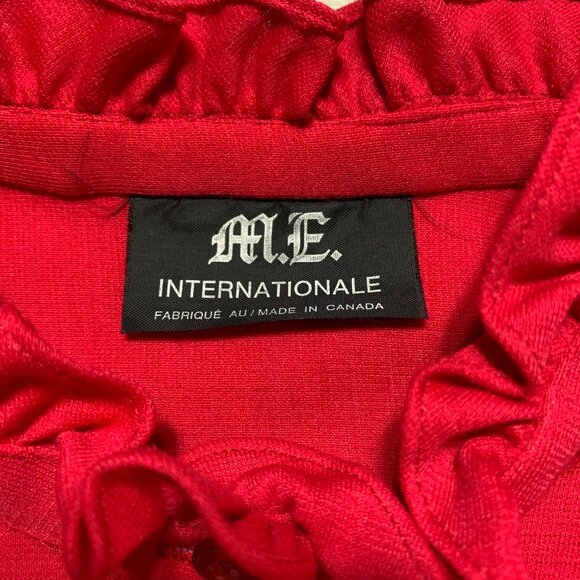 M.E.
INTERNATIONALE
FABRIQUÉ AU/MADE IN CANADA